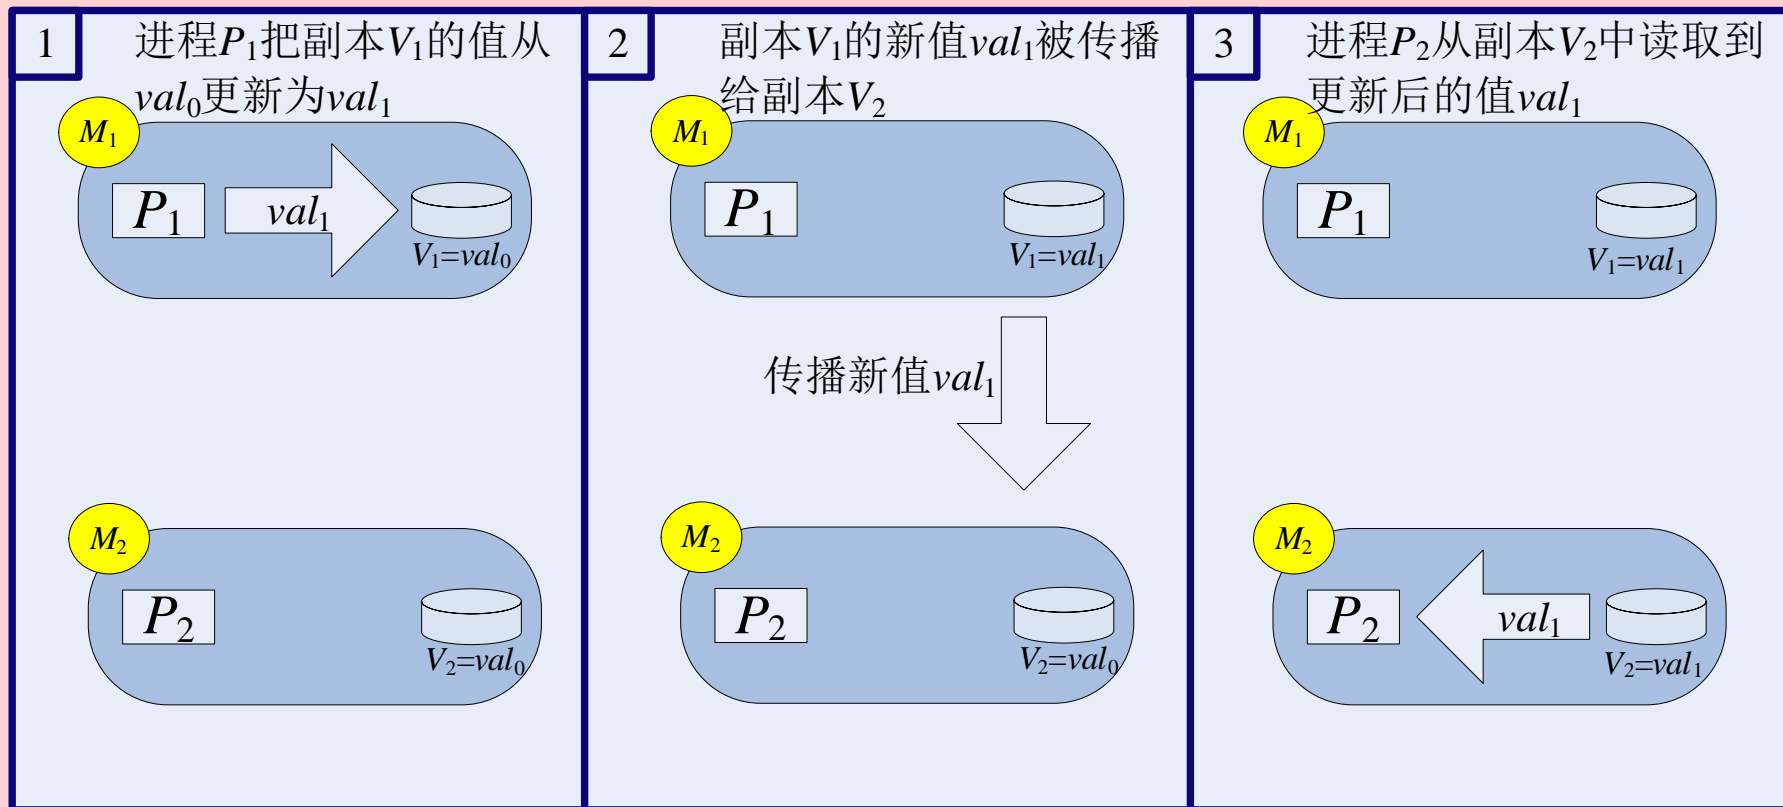 1
进程P₁把副本V₁的值从
val₀更新为val₁
M₁
P₁
val₁
V₁=val₀
M₂
P₂
V₂=val₀
2
副本V₁的新值val₁被传播
给副本V₂
M₁
P₁
V₁=val₁
传播新值val₁
M₂
P₂
V₂=val₀
3
进程P₂从副本V₂中读取到
更新后的值val₁
M₁
P₁
V₁=val₁
M₂
P₂
val₁
V₂=val₁